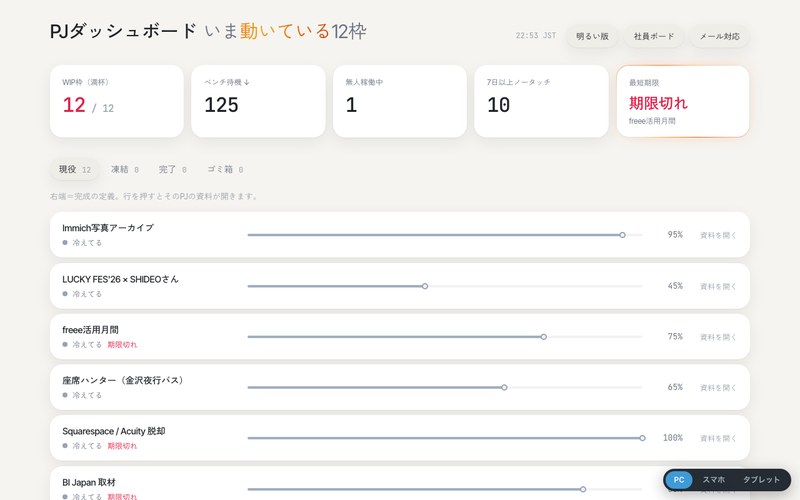 PJダッシュボード いま動いている12枠
22:53 JST 明るい版 社員ボード メール対応
WIP枠（満杯） ベンチ待機 ↓ 無人稼働中 7日以上ノータッチ 最短期限
12 / 12 125 1 10 期限切れ
freee活用月間
現役 12 凍結 0 完了 0 ゴミ箱 0
右端＝完成の定義。行を押すとそのPJの資料が開きます。
Immich写真アーカイブ
冷えてる
95% 資料を開く
LUCKY FES'26 × SHIDEOさん
冷えてる
45% 資料を開く
freee活用月間
冷えてる 期限切れ
75% 資料を開く
座席ハンター（金沢夜行バス）
冷えてる
65% 資料を開く
Squarespace / Acuity 脱却
冷えてる 期限切れ
100% 資料を開く
BI Japan 取材
冷えてる 期限切れ
PC スマホ タブレット